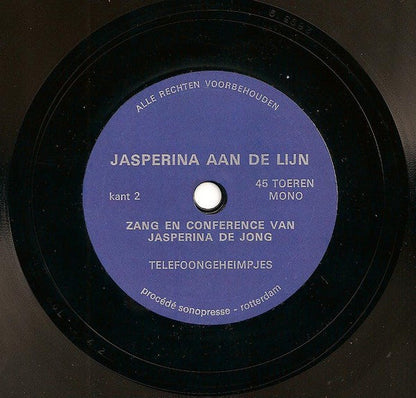 ALLE RECHTEN VOORBEHOUDEN
JASPERINA AAN DE LIJN
kant 2
45 TOEREN
MONO
ZANG EN CONFERENCE VAN
JASPERINA DE JONG
TELEFOONGEHEIMPJES
procédé sonopresse - rotterdam